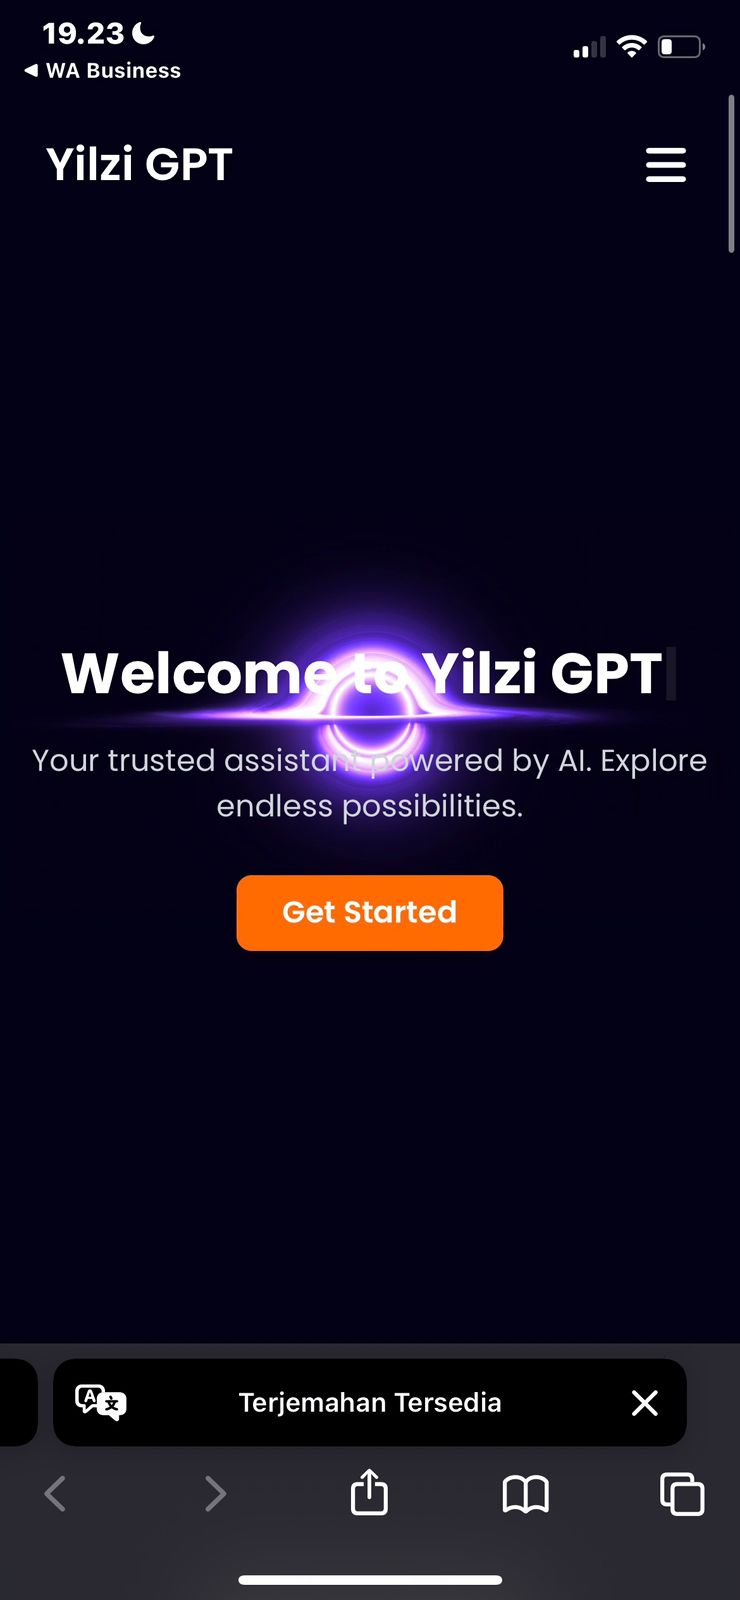 19.23
◀ WA Business
Yilzi GPT
Welcome to Yilzi GPT
Your trusted assistant powered by AI. Explore
endless possibilities.
Get Started
Terjemahan Tersedia